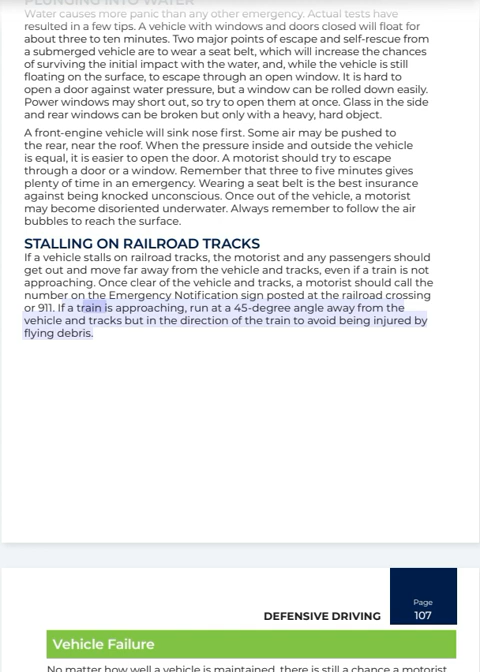 PLUNGING INTO WATER
Water causes more panic than any other emergency. Actual tests have
resulted in a few tips. A vehicle with windows and doors closed will float for
about three to ten minutes. Two major points of escape and self-rescue from
a submerged vehicle are to wear a seat belt, which will increase the chances
of surviving the initial impact with the water, and, while the vehicle is still
floating on the surface, to escape through an open window. It is hard to
open a door against water pressure, but a window can be rolled down easily.
Power windows may short out, so try to open them at once. Glass in the side
and rear windows can be broken but only with a heavy, hard object.
A front-engine vehicle will sink nose first. Some air may be pushed to
the rear, near the roof. When the pressure inside and outside the vehicle
is equal, it is easier to open the door. A motorist should try to escape
through a door or a window. Remember that three to five minutes gives
plenty of time in an emergency. Wearing a seat belt is the best insurance
against being knocked unconscious. Once out of the vehicle, a motorist
may become disoriented underwater. Always remember to follow the air
bubbles to reach the surface.
STALLING ON RAILROAD TRACKS
If a vehicle stalls on railroad tracks, the motorist and any passengers should
get out and move far away from the vehicle and tracks, even if a train is not
approaching. Once clear of the vehicle and tracks, a motorist should call the
number on the Emergency Notification sign posted at the railroad crossing
or 911. If a train is approaching, run at a 45-degree angle away from the
vehicle and tracks but in the direction of the train to avoid being injured by
flying debris.
Page
DEFENSIVE DRIVING 107
Vehicle Failure
No matter how well a vehicle is maintained, there is still a chance a motorist